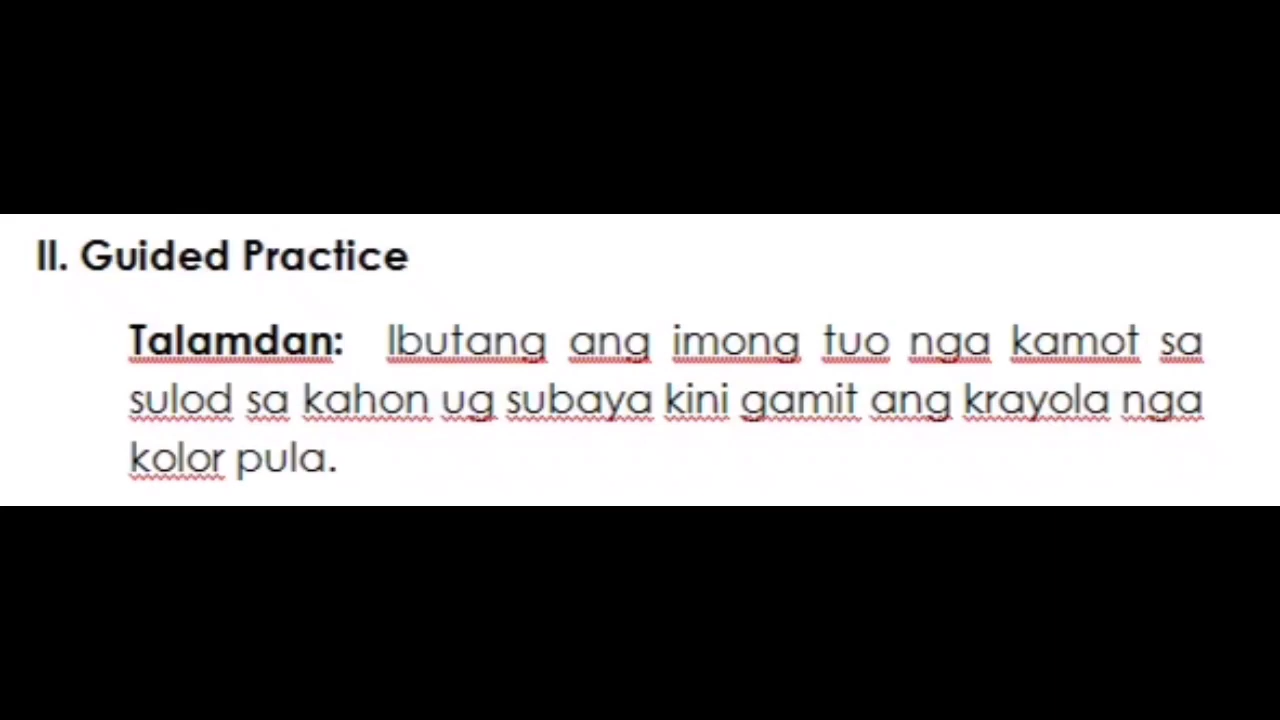 II. Guided Practice
Talamdan: Ibutang ang imong tuo nga kamot sa
sulod sa kahon ug subaya kini gamit ang krayola nga
kolor pula.